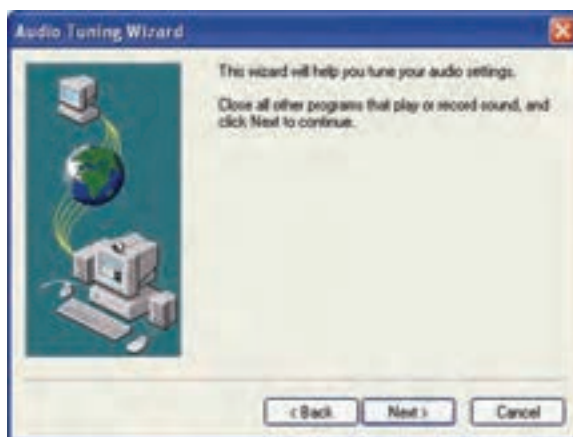 Audio Tuning Wizard
This wizard will help you tune your audio settings.
Close all other programs that play or record sound, and
click Next to continue.
< Back
Next >
Cancel